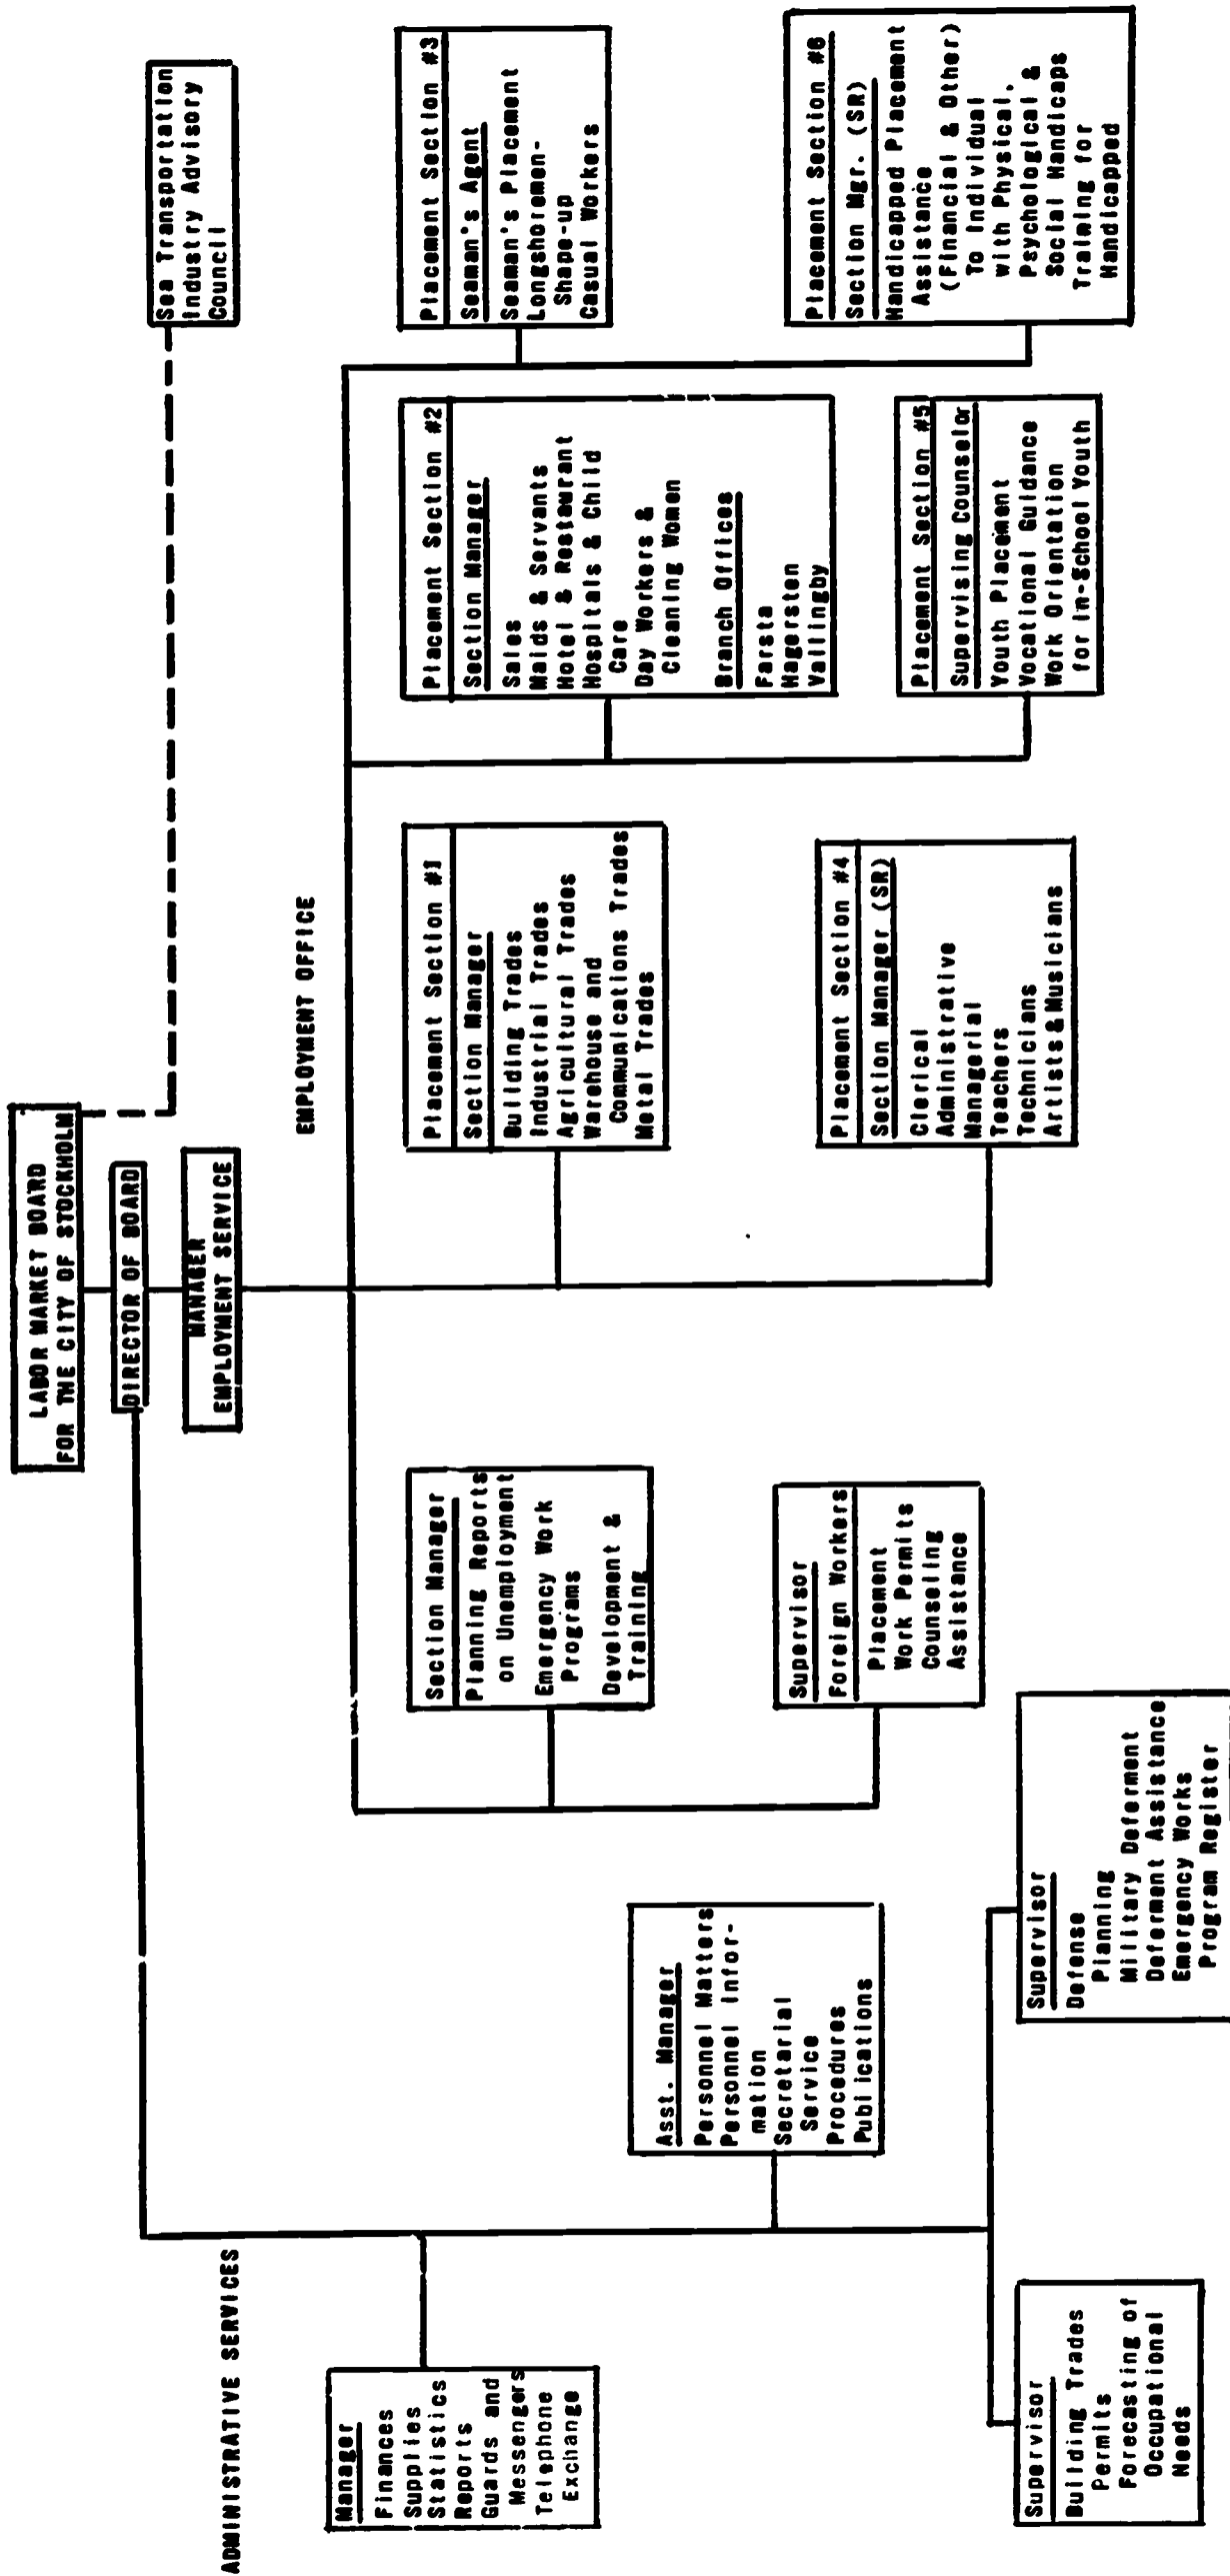 LABOR MARKET BOARD
FOR THE CITY OF STOCKHOLM
DIRECTOR OF BOARD
MANAGER
EMPLOYMENT SERVICE
Sea Transportation
Industry Advisory
Council
ADMINISTRATIVE SERVICES
EMPLOYMENT OFFICE
Manager
Finances
Supplies
Statistics
Reports
Guards and
Messengers
Telephone
Exchange
Asst. Manager
Personnel Matters
Personnel Infor-
mation
Secretarial
Service
Procedures
Publications
Supervisor
Building Trades
Permits
Forecasting of
Occupational
Needs
Supervisor
Defense
Planning
Military Deferment
Deferment Assistance
Emergency Works
Program Register
Section Manager
Planning Reports
on Unemployment
Emergency Work
Programs
Development &
Training
Supervisor
Foreign Workers
Placement
Work Permits
Counseling
Assistance
Placement Section #1
Section Manager
Building Trades
Industrial Trades
Agricultural Trades
Warehouse and
Communications Trades
Metal Trades
Placement Section #4
Section Manager (SR)
Clerical
Administrative
Managerial
Teachers
Technicians
Artists & Musicians
Placement Section #2
Section Manager
Sales
Maids & Servants
Hotel & Restaurant
Hospitals & Child
Care
Day Workers &
Cleaning Women
Branch Offices
Farsta
Hagersten
Vallingby
Placement Section #5
Supervising Counselor
Youth Placement
Vocational Guidance
Work Orientation
for In-School Youth
Placement Section #3
Seaman's Agent
Seaman's Placement
Longshoremen-
Shape-up
Casual Workers
Placement Section #6
Section Mgr. (SR)
Handicapped Placement
Assistance
(Financial & Other)
To Individual
with Physical,
Psychological &
Social Handicaps
Training for
Handicapped